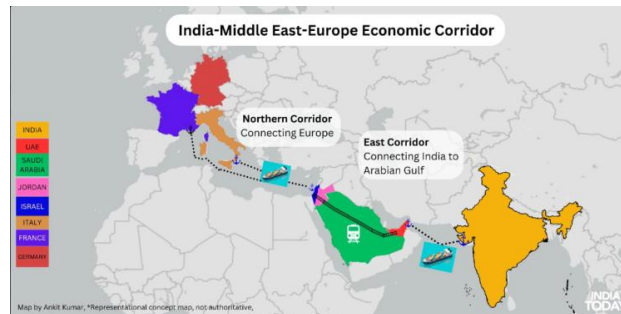 India-Middle East-Europe Economic Corridor
Northern Corridor
Connecting Europe
East Corridor
Connecting India to
Arabian Gulf
INDIA
UAE
SAUDI
ARABIA
JORDAN
ISRAEL
ITALY
FRANCE
GERMANY
Map by Ankit Kumar, *Representational concept map, not authoritative,
INDIA
TODAY